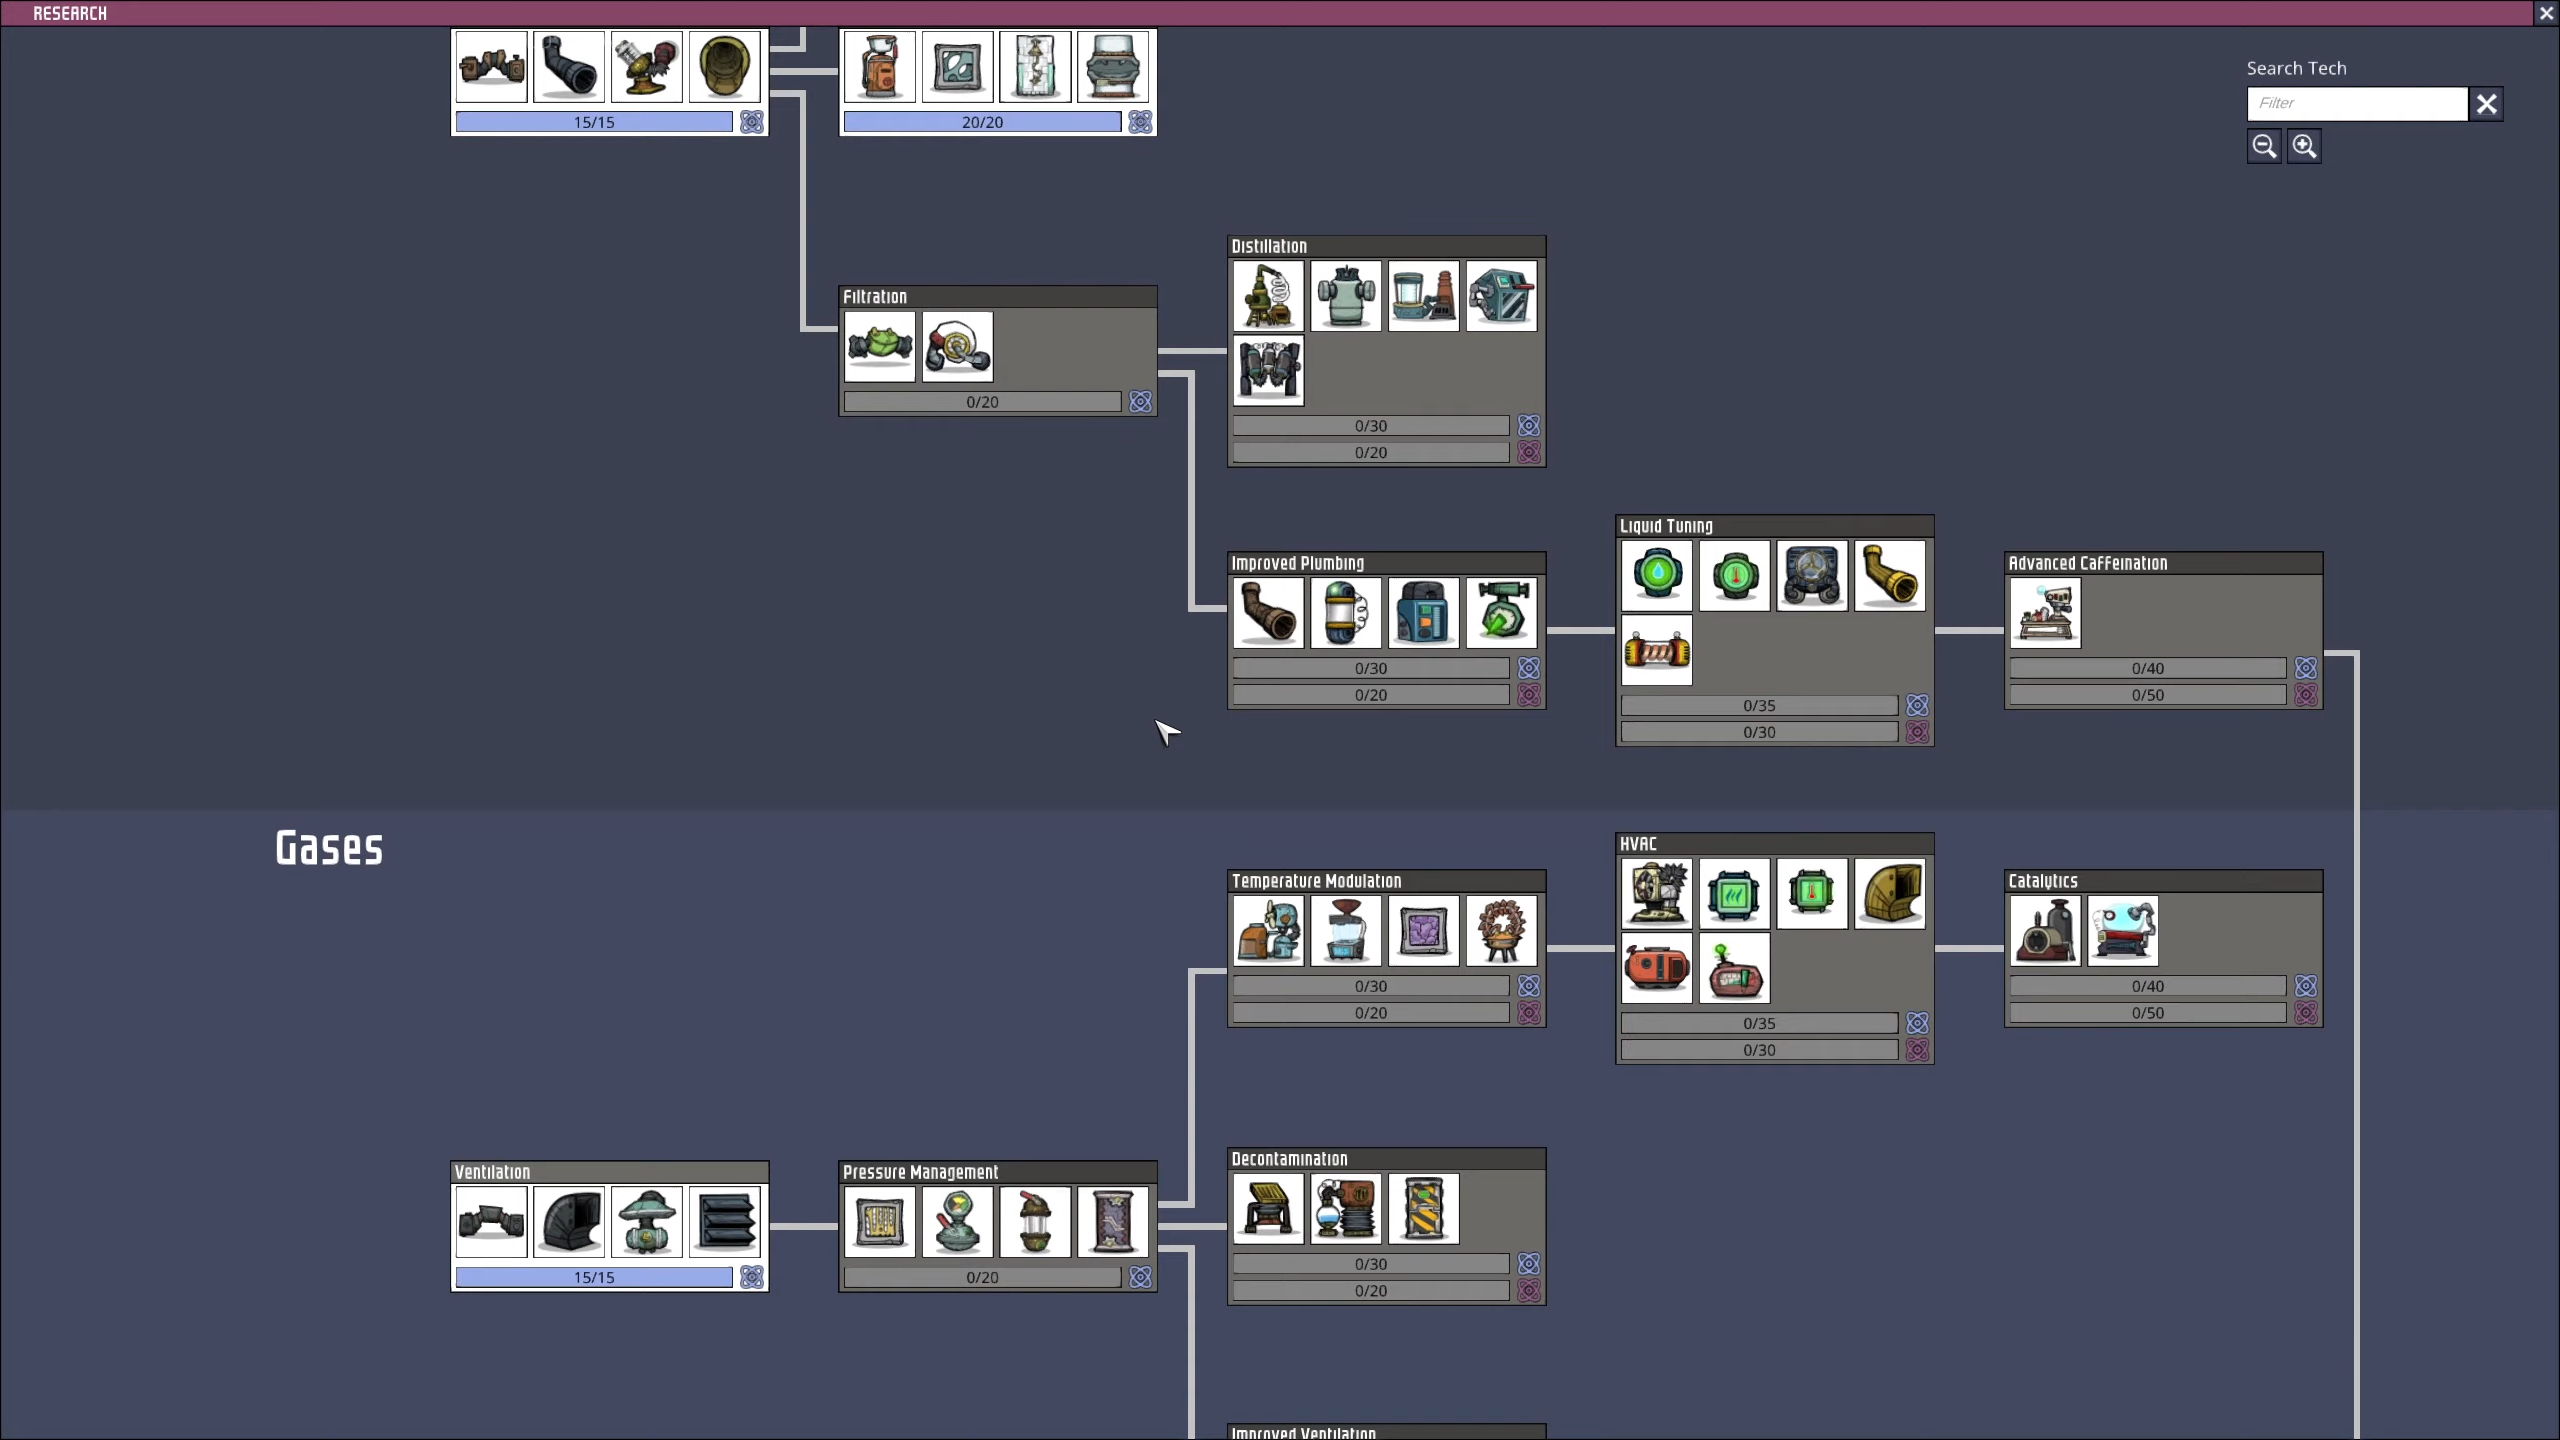 RESEARCH
Search Tech
Filter
15/15
20/20
Distillation
Filtration
0/20
0/30
0/20
Liquid Tuning
Improved Plumbing
Advanced Caffeination
0/30
0/20
0/40
0/50
0/35
0/30
Gases
HVAC
Temperature Modulation
Catalytics
0/30
0/20
0/40
0/50
0/35
0/30
Decontamination
Ventilation
Pressure Management
0/30
0/20
15/15
0/20
Improved Ventilation